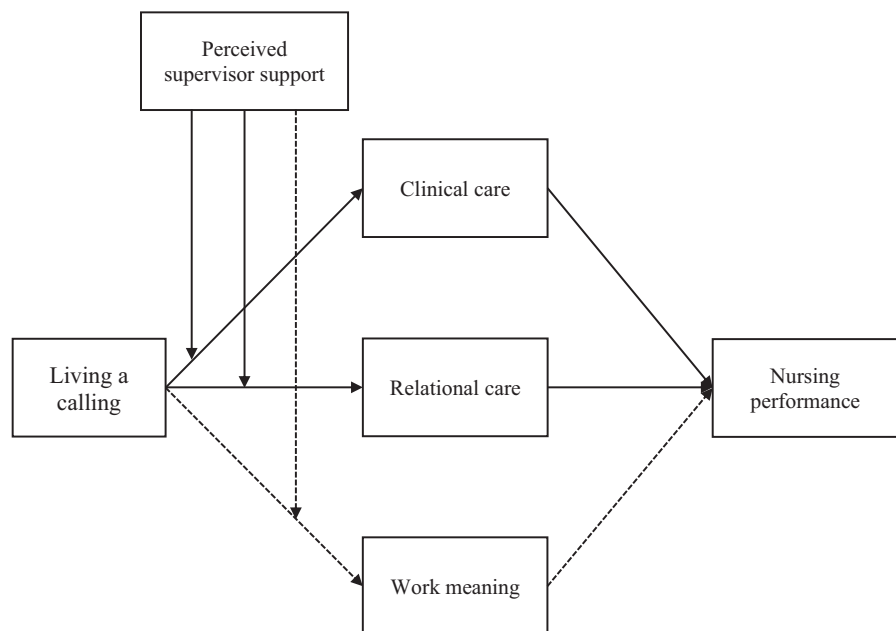 Perceived
supervisor support
Clinical care
Living a
calling
Relational care
Nursing
performance
Work meaning